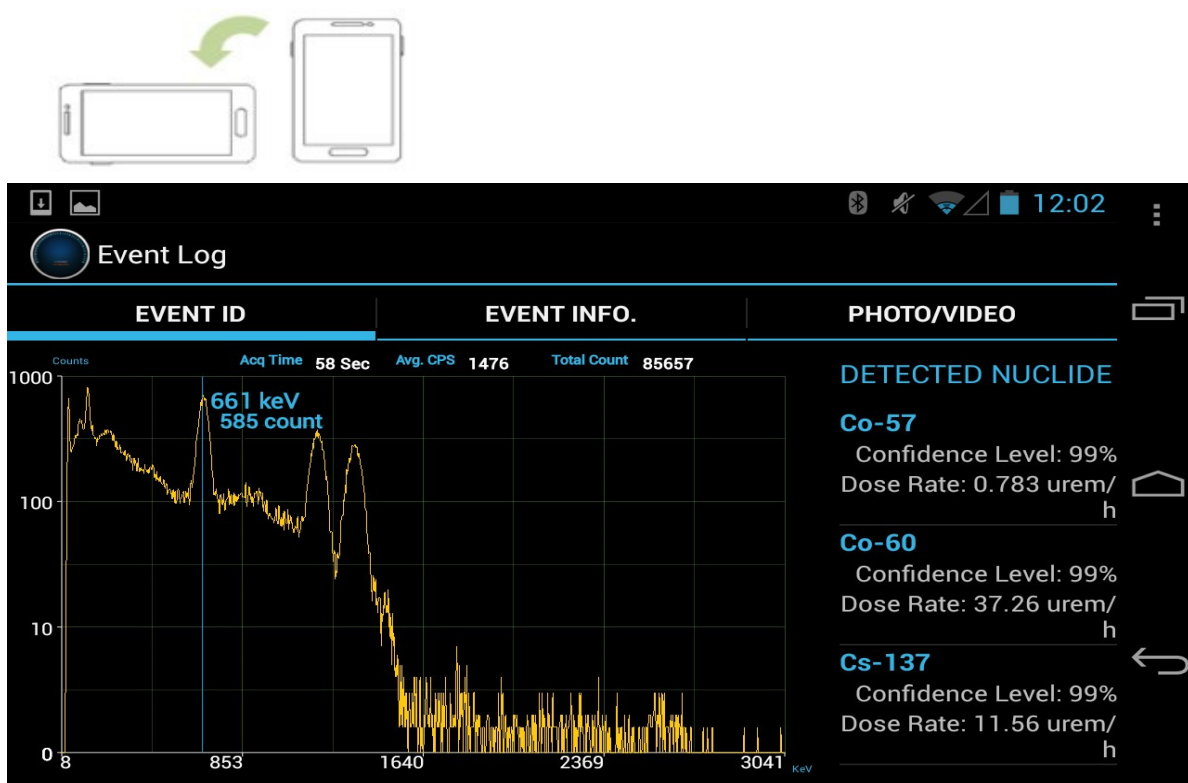 12:02
Event Log
EVENT ID
EVENT INFO.
PHOTO/VIDEO
Counts
Acq Time 58 Sec Avg. CPS 1476 Total Count 85657
1000
100
10
0
661 keV
585 count
8 853 1640 2369 3041 KeV
DETECTED NUCLIDE
Co-57
Confidence Level: 99%
Dose Rate: 0.783 urem/
h
Co-60
Confidence Level: 99%
Dose Rate: 37.26 urem/
h
Cs-137
Confidence Level: 99%
Dose Rate: 11.56 urem/
h